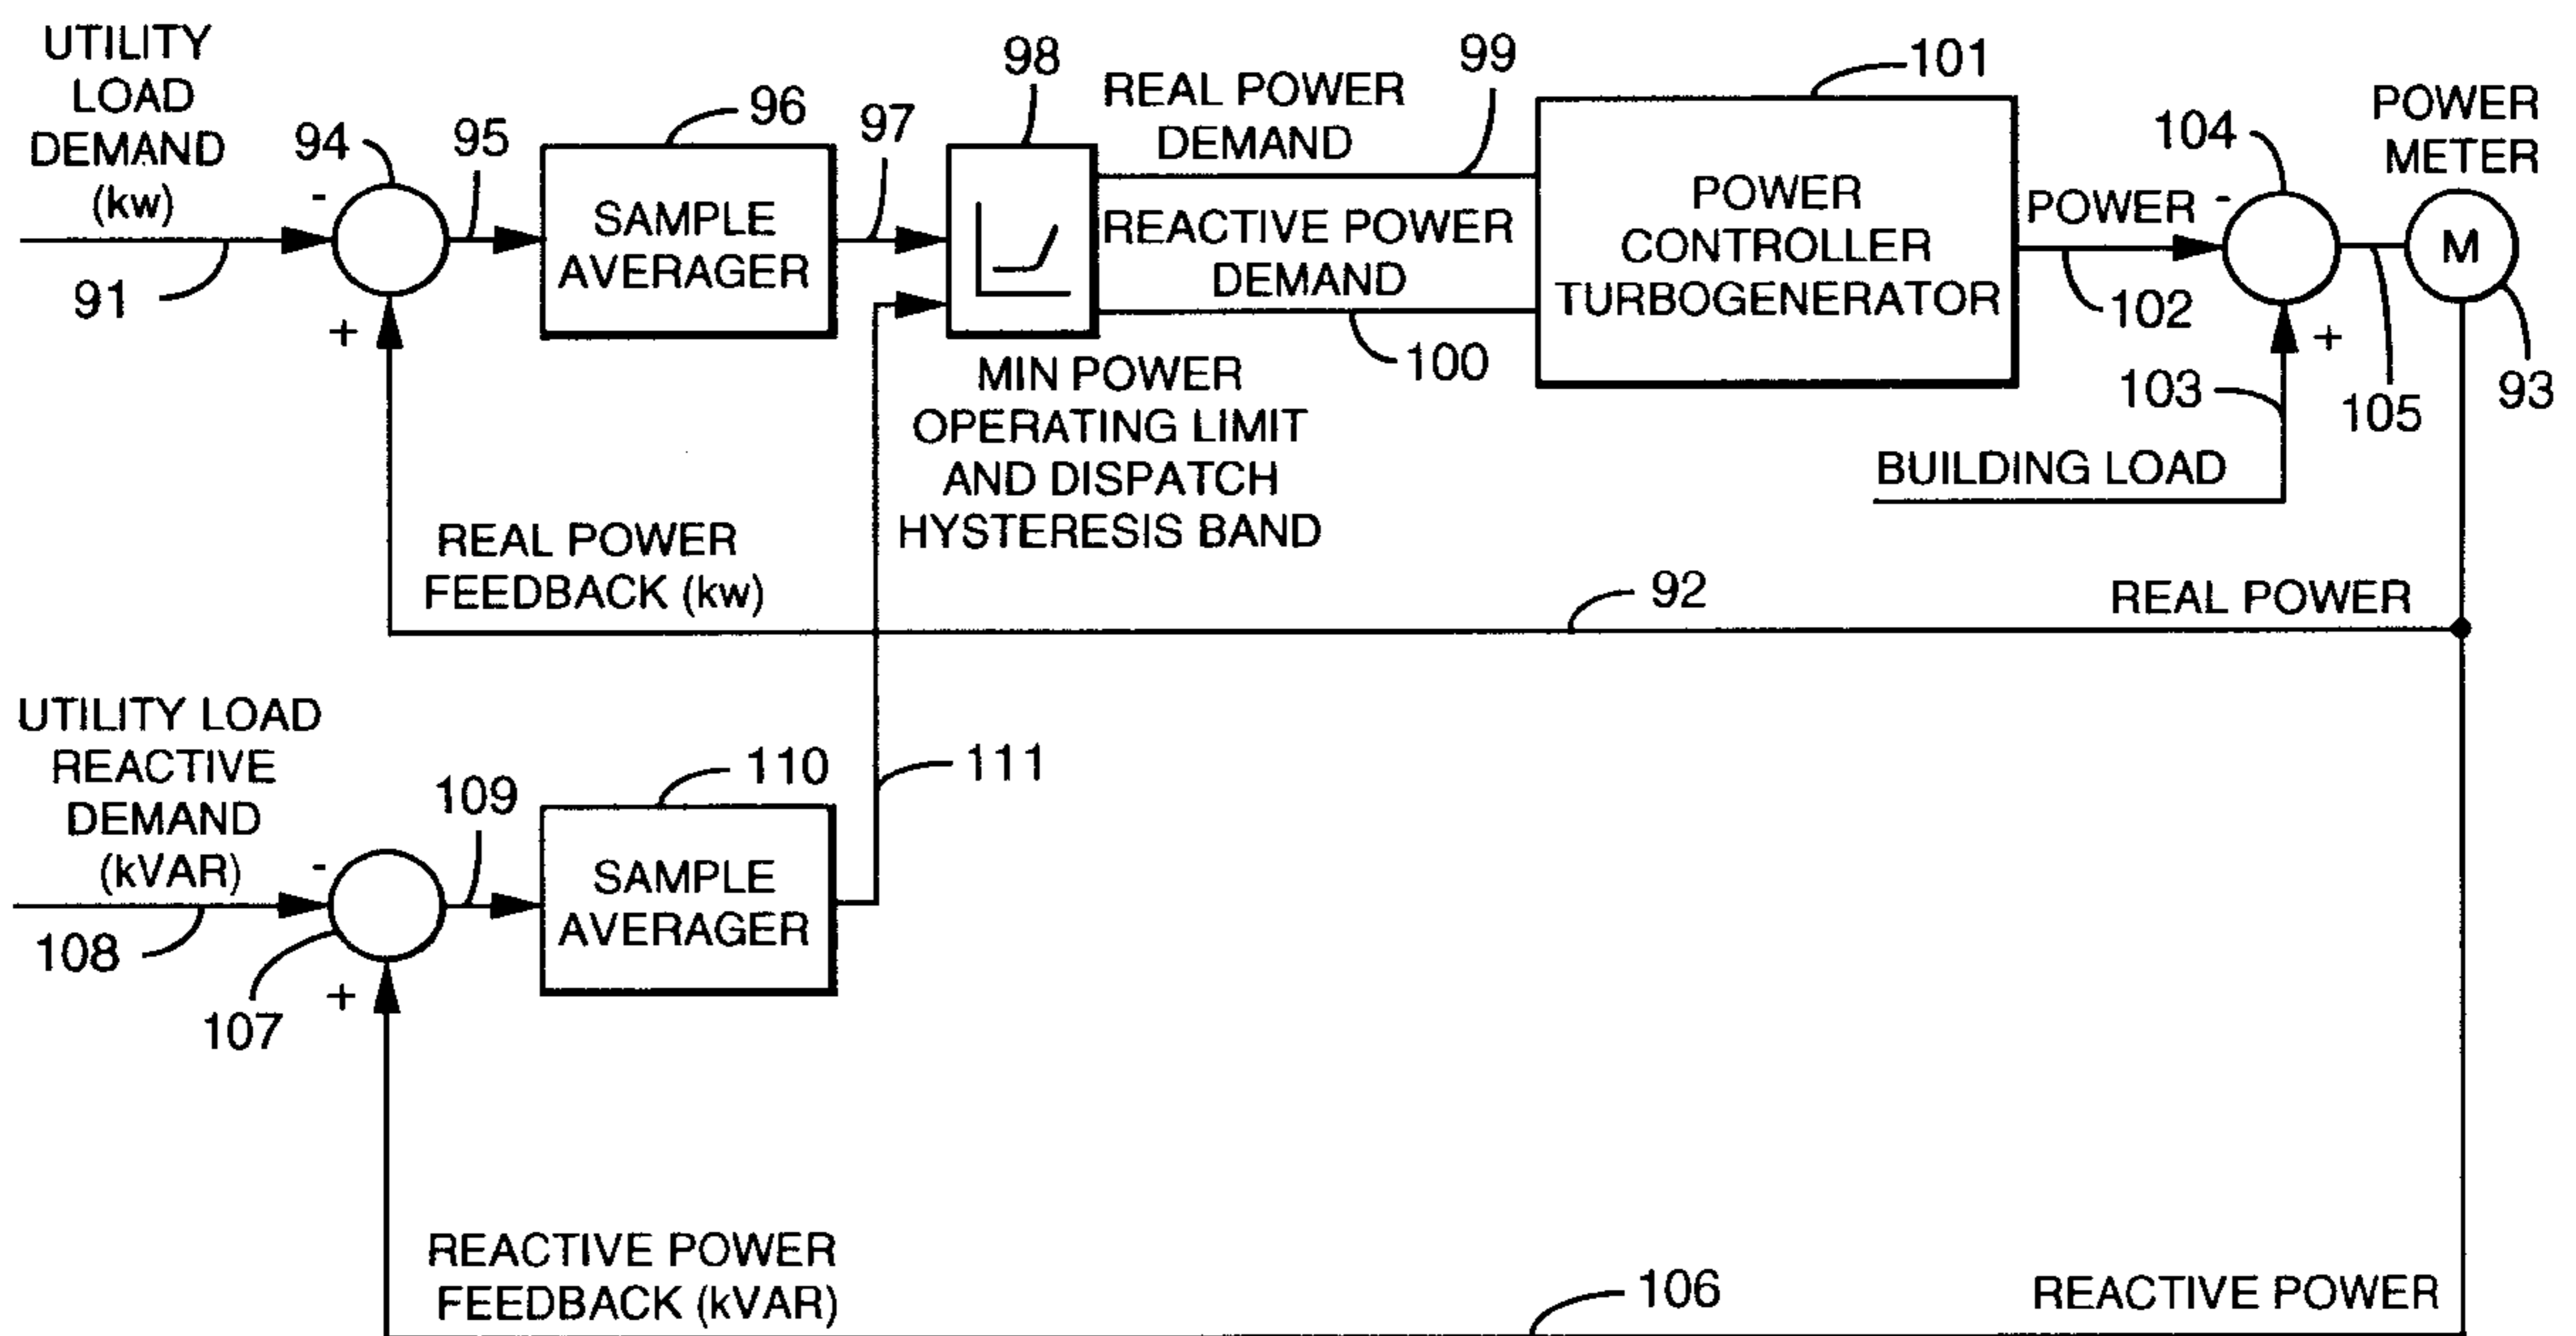 UTILITY
LOAD
DEMAND
(kw)
91
94
-
+
95
SAMPLE
AVERAGER
96
97
98
MIN POWER
OPERATING LIMIT
AND DISPATCH
HYSTERESIS BAND
REAL POWER
DEMAND
99
REACTIVE POWER
DEMAND
100
POWER
CONTROLLER
TURBOGENERATOR
101
POWER
102
-
104
+
103
BUILDING LOAD
105
POWER
METER
M
93
REAL POWER
FEEDBACK (kw)
92
REAL POWER
UTILITY LOAD
REACTIVE
DEMAND
(kVAR)
108
-
107
+
109
SAMPLE
AVERAGER
110
111
REACTIVE POWER
FEEDBACK (kVAR)
106
REACTIVE POWER